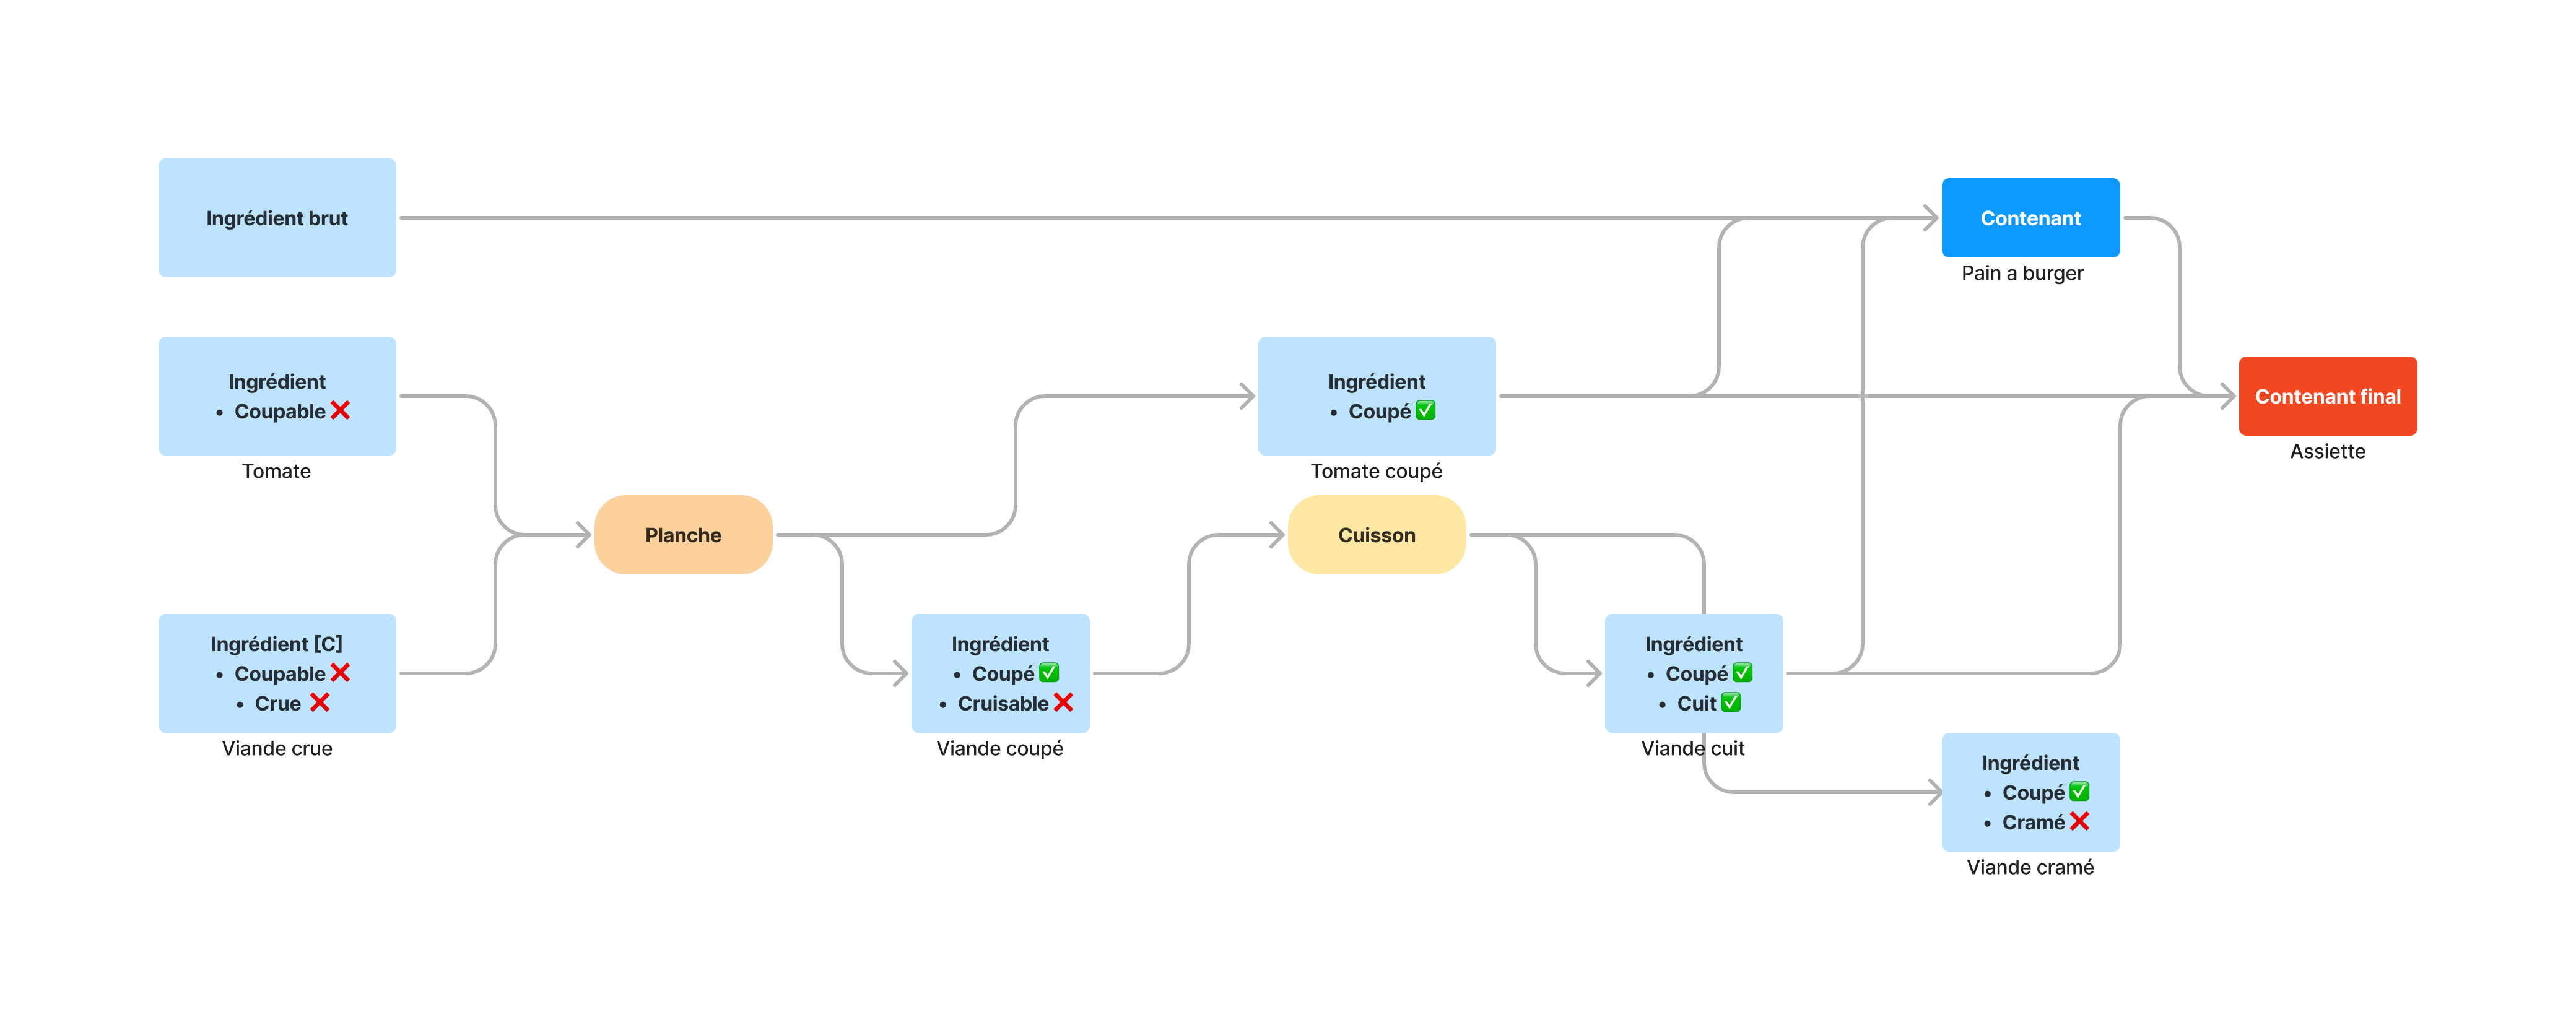 Ingrédient brut
Contenant
Pain a burger
Ingrédient
• Coupable ❌
Tomate
Ingrédient
• Coupé ✅
Tomate coupé
Contenant final
Assiette
Planche
Cuisson
Ingrédient [C]
• Coupable ❌
• Crue ❌
Viande crue
Ingrédient
• Coupé ✅
• Cruisable ❌
Viande coupé
Ingrédient
• Coupé ✅
• Cuit ✅
Viande cuit
Ingrédient
• Coupé ✅
• Cramé ❌
Viande cramé